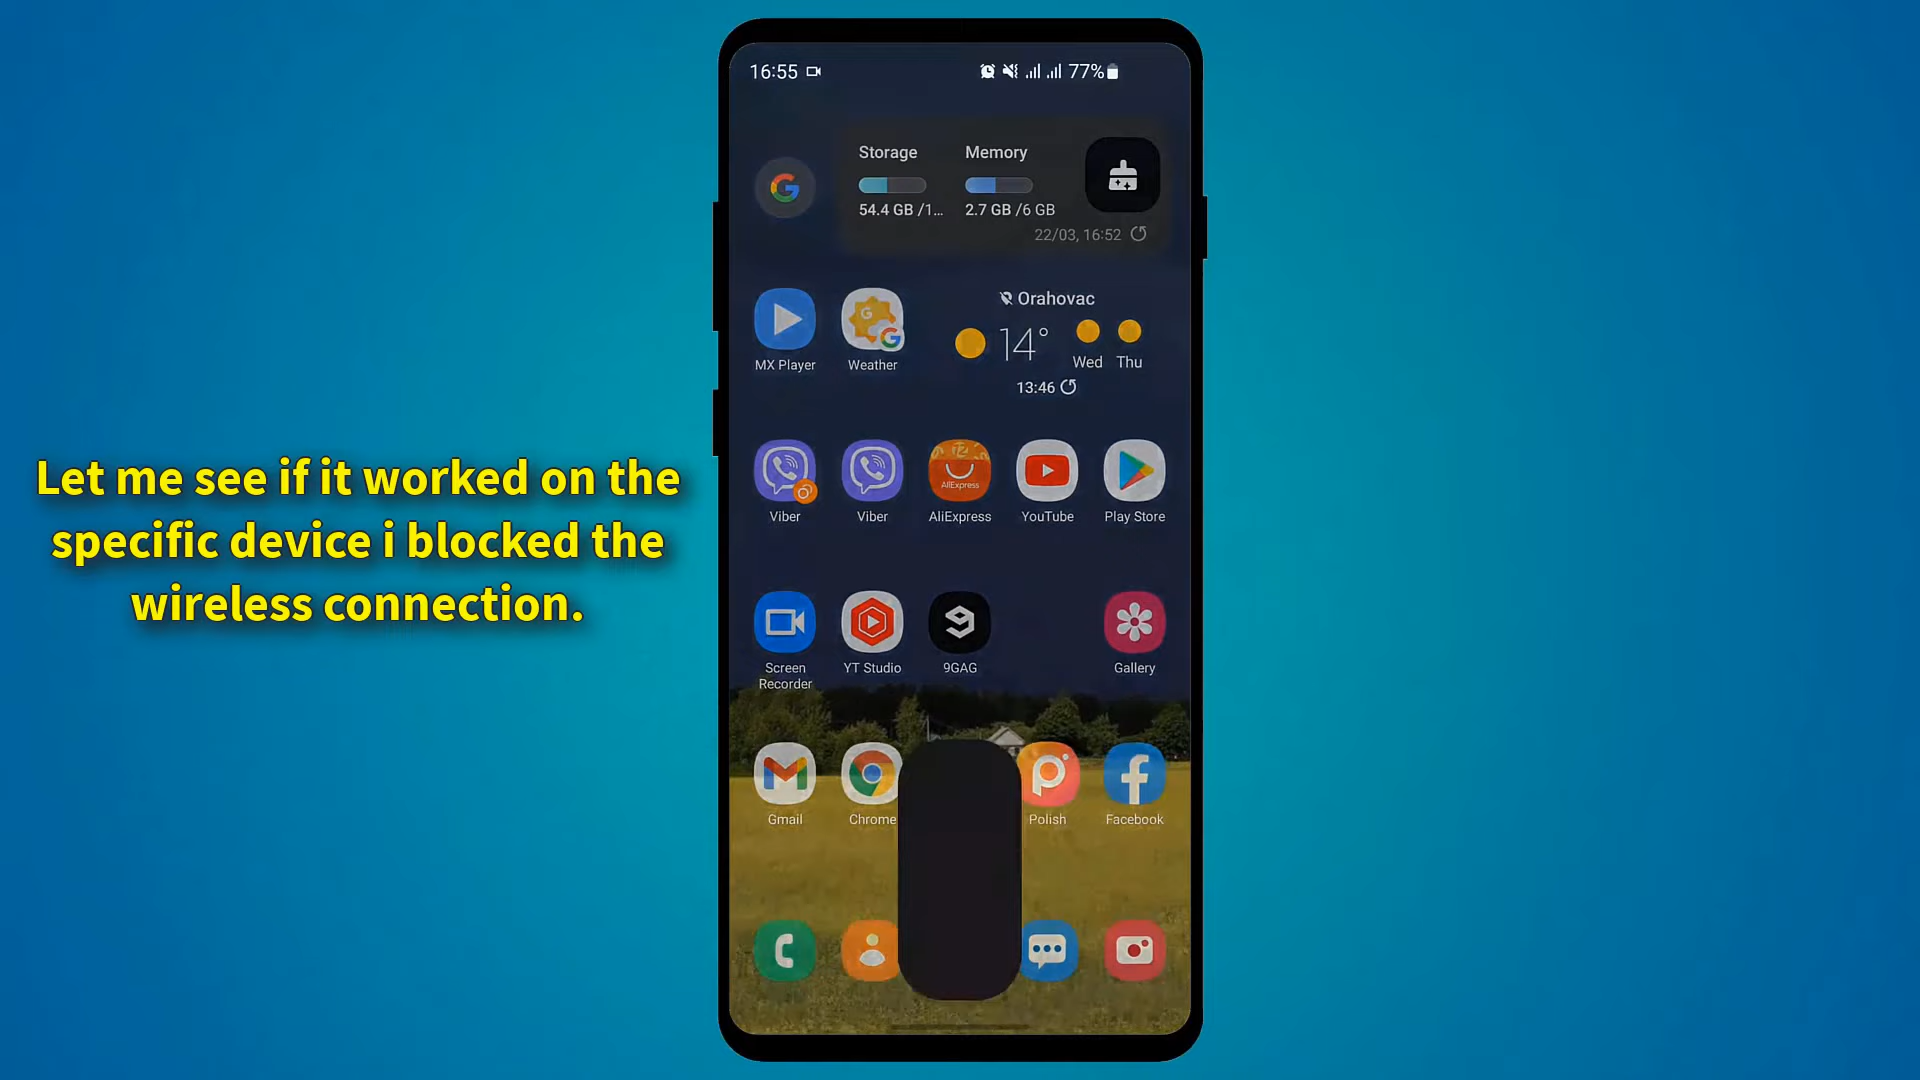 16:55
77%
Storage
Memory
54.4 GB /1...
2.7 GB /6 GB
22/03, 16:52
Orahovac
14°
Wed
Thu
13:46
MX Player
Weather
AliExpress
Viber
Viber
AliExpress
YouTube
Play Store
Let me see if it worked on the
specific device i blocked the
wireless connection.
Screen
Recorder
YT Studio
9GAG
Gallery
Gmail
Chrome
Polish
Facebook